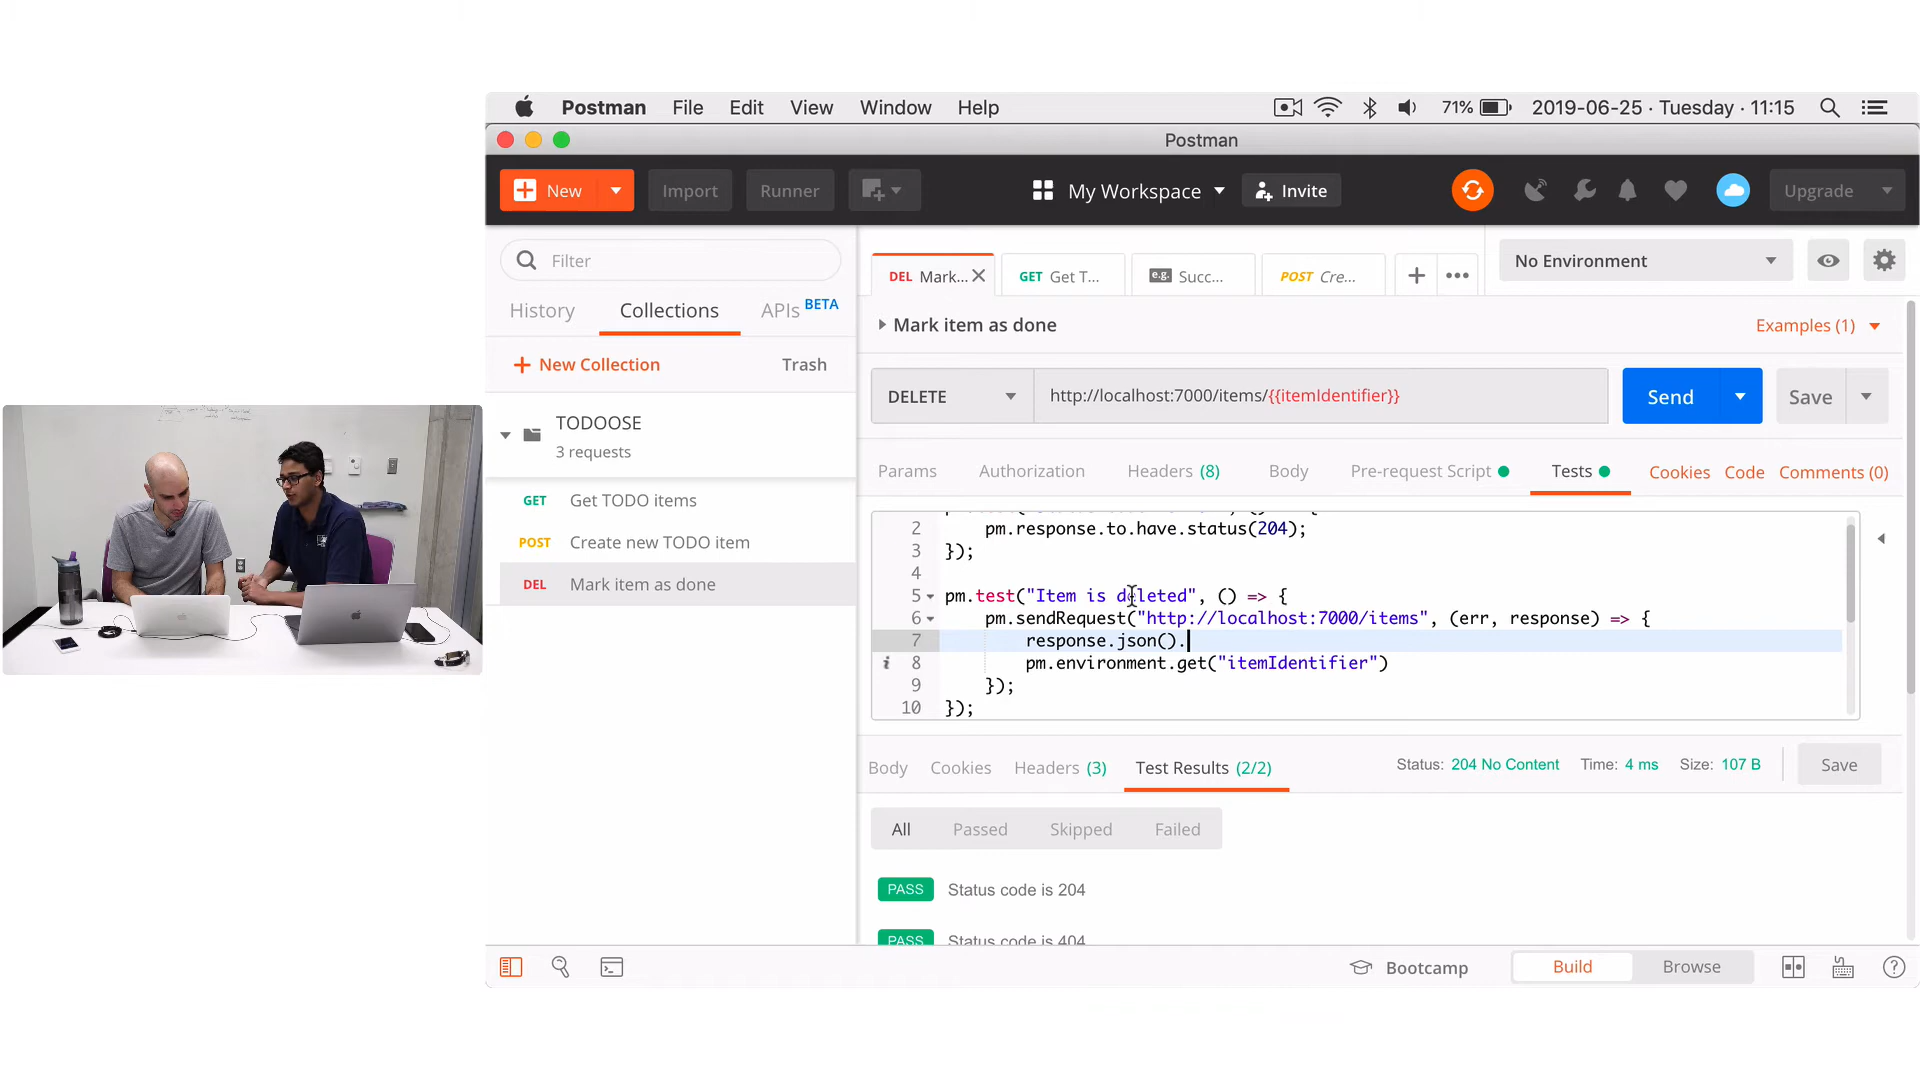 Postman File Edit View Window Help 71% 2019-06-25 · Tuesday · 11:15
Postman
New Import Runner My Workspace Invite Upgrade
Filter
History Collections APIs BETA
New Collection Trash
TODOOSE
3 requests
GET Get TODO items
POST Create new TODO item
DEL Mark item as done
DEL Mark... GET Get T... e.g. Succ... POST Cre... No Environment
Mark item as done Examples (1)
DELETE http://localhost:7000/items/{{itemIdentifier}} Send Save
Params Authorization Headers (8) Body Pre-request Script Tests Cookies Code Comments (0)
2 pm.response.to.have.status(204);
3 });
4
5 pm.test("Item is deleted", () => {
6 pm.sendRequest("http://localhost:7000/items", (err, response) => {
7 response.json().
8 pm.environment.get("itemIdentifier")
9 });
10 });
Body Cookies Headers (3) Test Results (2/2) Status: 204 No Content Time: 4 ms Size: 107 B Save
All Passed Skipped Failed
PASS Status code is 204
PASS Status code is 404
Bootcamp Build Browse